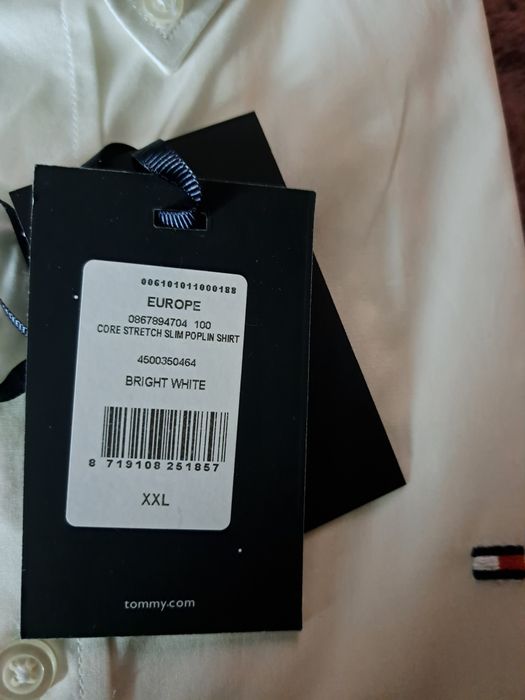 006101011000188
EUROPE
0867894704 100
CORE STRETCH SLIM POPLIN SHIRT
4500350464
BRIGHT WHITE
8 719108 251857
XXL
tommy.com